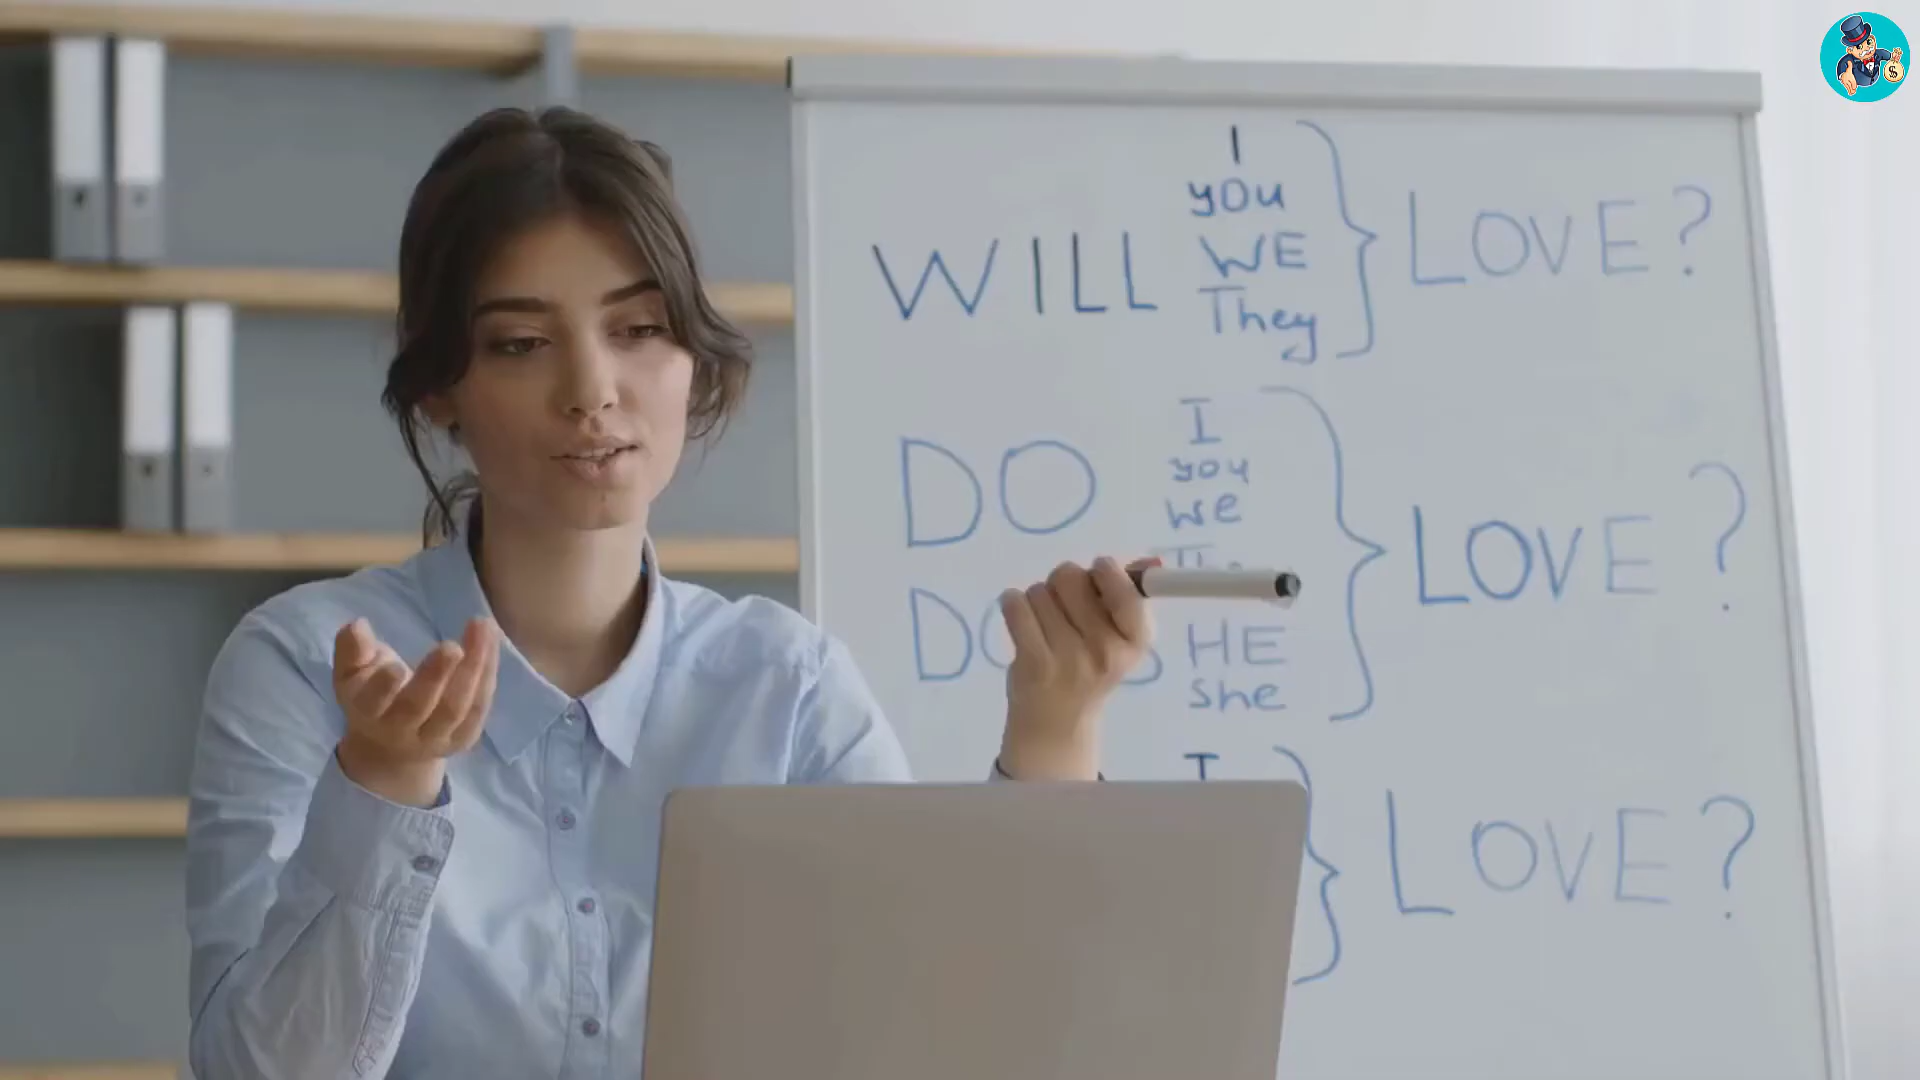 I
you
WILL WE } LOVE?
They
I
you
DO we } LOVE?
HE
she
I } LOVE?
$